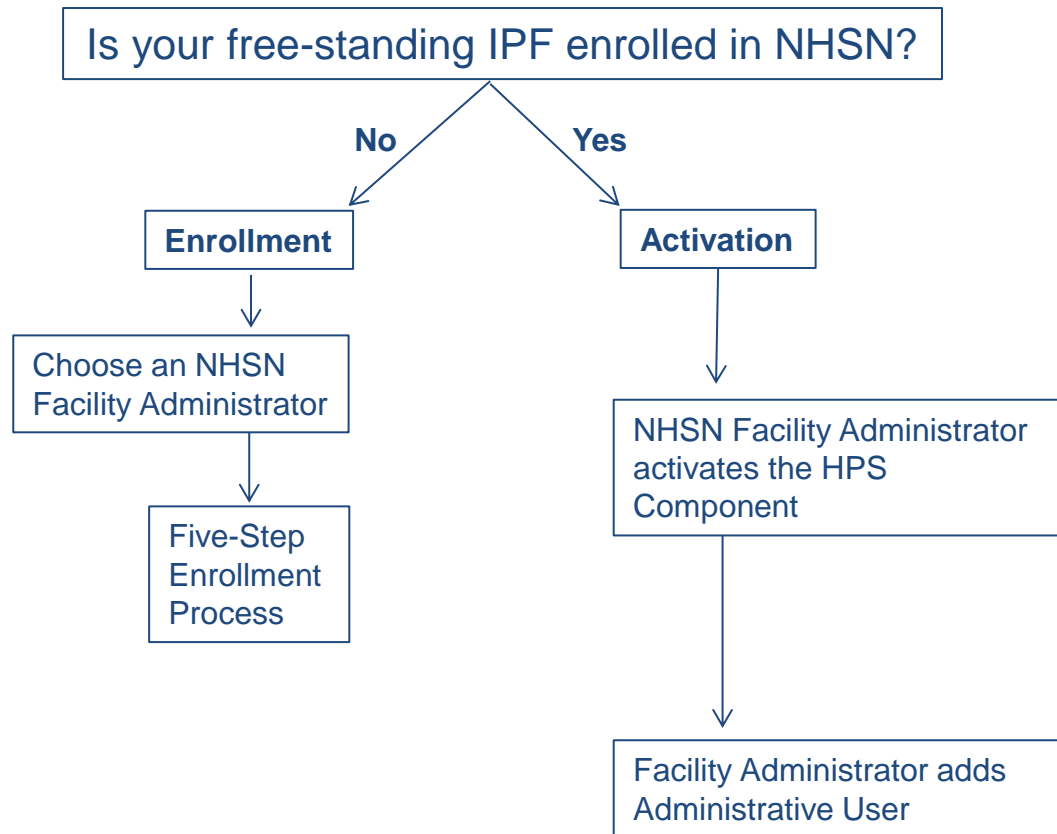 Is your free-standing IPF enrolled in NHSN?
No
Yes
Enrollment
Activation
Choose an NHSN
Facility Administrator
NHSN Facility Administrator
activates the HPS
Component
Five-Step
Enrollment
Process
Facility Administrator adds
Administrative User